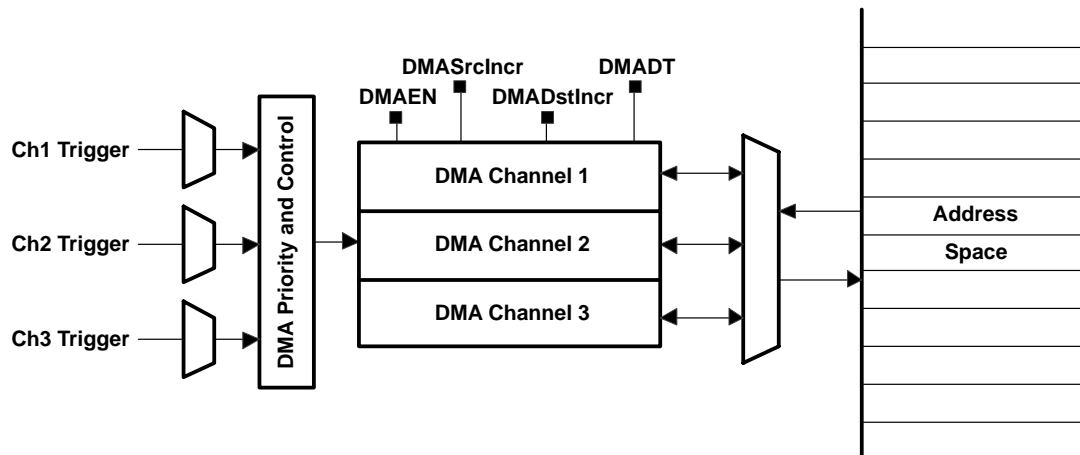 DMASrcIncr
DMADT
DMAEN
DMADstIncr
Ch1 Trigger
Ch2 Trigger
Ch3 Trigger
DMA Priority and Control
DMA Channel 1
DMA Channel 2
DMA Channel 3
Address
Space